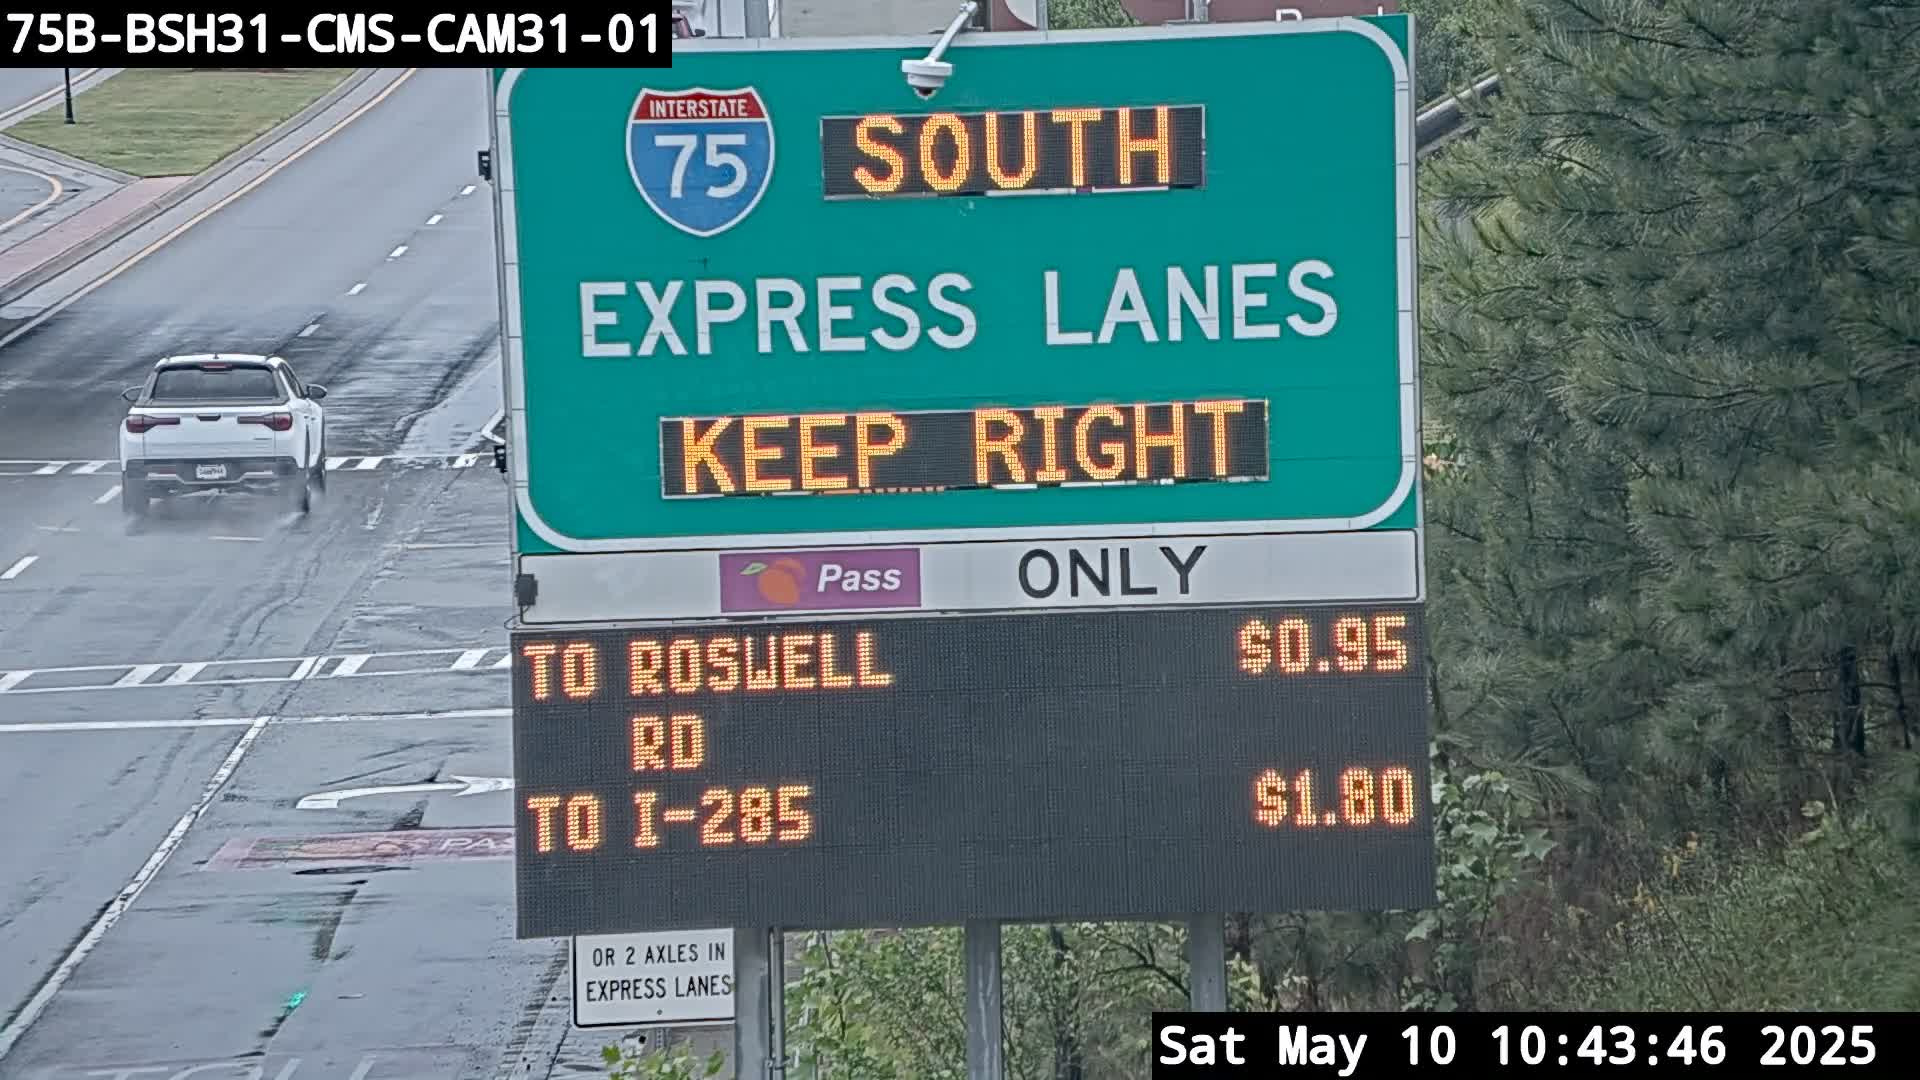 75B-BSH31-CMS-CAM31-01
INTERSTATE
75
SOUTH
EXPRESS LANES
KEEP RIGHT
Pass ONLY
TO ROSWELL $0.95
RD
TO I-285 $1.80
OR 2 AXLES IN
EXPRESS LANES
Sat May 10 10:43:46 2025